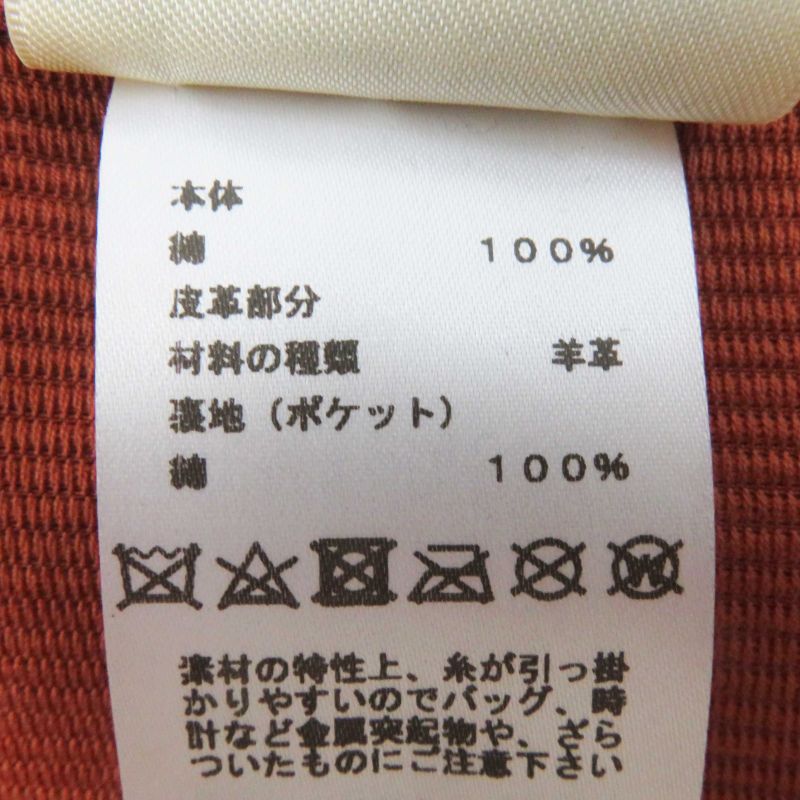 本体
綿 100%
皮革部分
材料の種類 羊革
裏地(ポケット)
綿 100%
素材の特性上、糸が引っ掛
かりやすいのでバッグ、時
計など金属突起物や、ざら
ついたものにご注意下さい